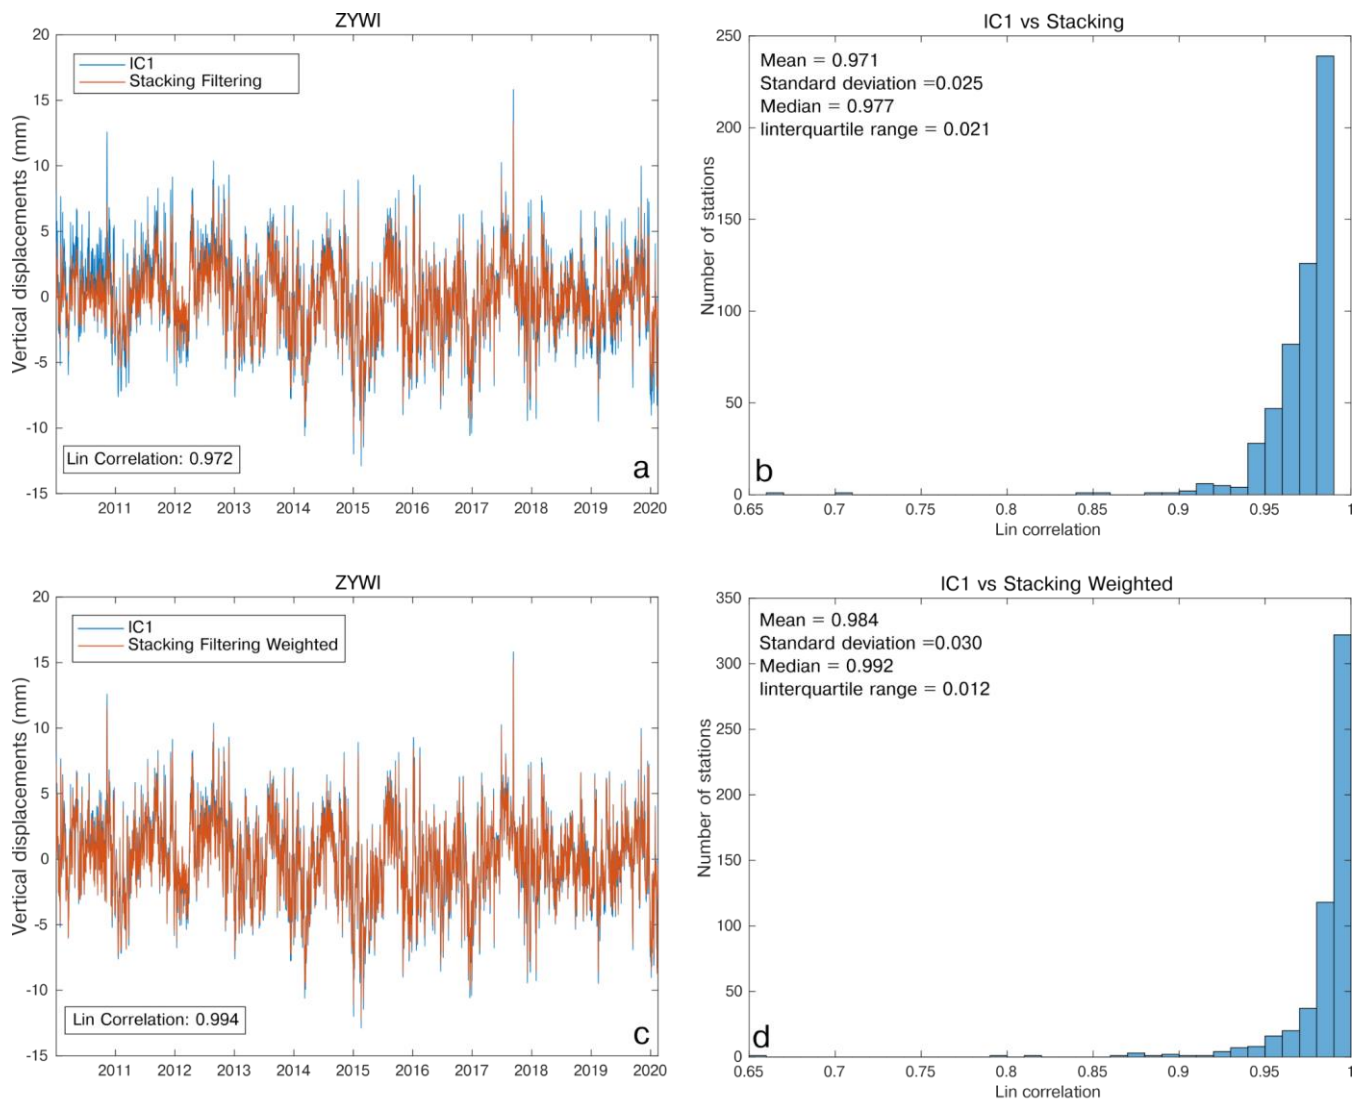 ZYWI
20
15
10
5
0
-5
-10
-15
Vertical displacements (mm)
IC1
Stacking Filtering
Lin Correlation: 0.972
a
2011 2012 2013 2014 2015 2016 2017 2018 2019 2020
IC1 vs Stacking
250
200
150
100
50
0
Number of stations
Mean = 0.971
Standard deviation =0.025
Median = 0.977
Iinterquartile range = 0.021
b
0.65 0.7 0.75 0.8 0.85 0.9 0.95 1
Lin correlation
ZYWI
20
15
10
5
0
-5
-10
-15
Vertical displacements (mm)
IC1
Stacking Filtering Weighted
Lin Correlation: 0.994
c
2011 2012 2013 2014 2015 2016 2017 2018 2019 2020
IC1 vs Stacking Weighted
350
300
250
200
150
100
50
0
Number of stations
Mean = 0.984
Standard deviation =0.030
Median = 0.992
Iinterquartile range = 0.012
d
0.65 0.7 0.75 0.8 0.85 0.9 0.95 1
Lin correlation